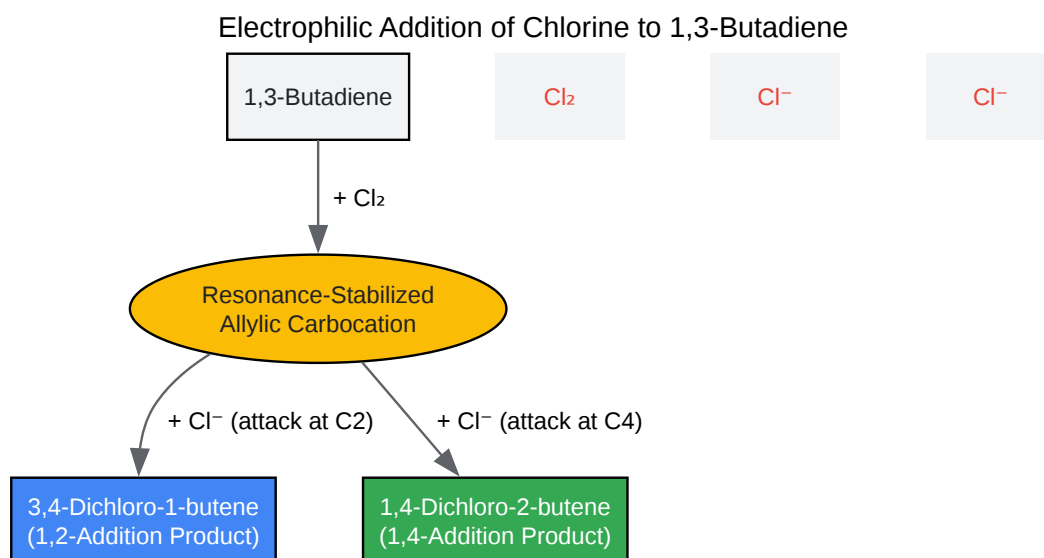 Electrophilic Addition of Chlorine to 1,3-Butadiene
1,3-Butadiene
Cl₂
Cl⁻
Cl⁻
+ Cl₂
Resonance-Stabilized
Allylic Carbocation
+ Cl⁻ (attack at C2)
+ Cl⁻ (attack at C4)
3,4-Dichloro-1-butene
(1,2-Addition Product)
1,4-Dichloro-2-butene
(1,4-Addition Product)